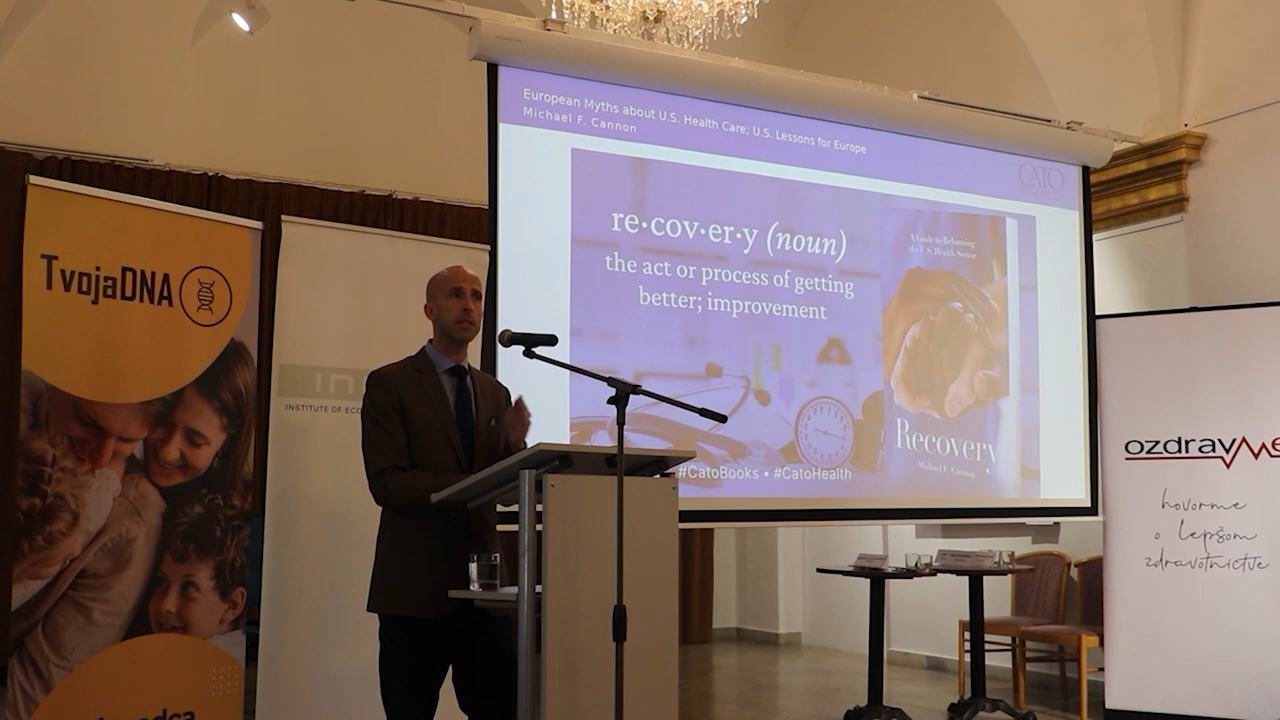 European Myths about U.S. Health Care; U.S. Lessons for Europe
Michael F. Cannon
CATO
re·cov·er·y (noun)
the act or process of getting
better; improvement
#CatoBooks • #CatoHealth
A Guide to Reforming
the U.S. Health Sector
Recovery
Michael F. Cannon
TvojaDNA
INSTITUTE OF
ozdravme
hovorme
o lepšom
zdravotníctve